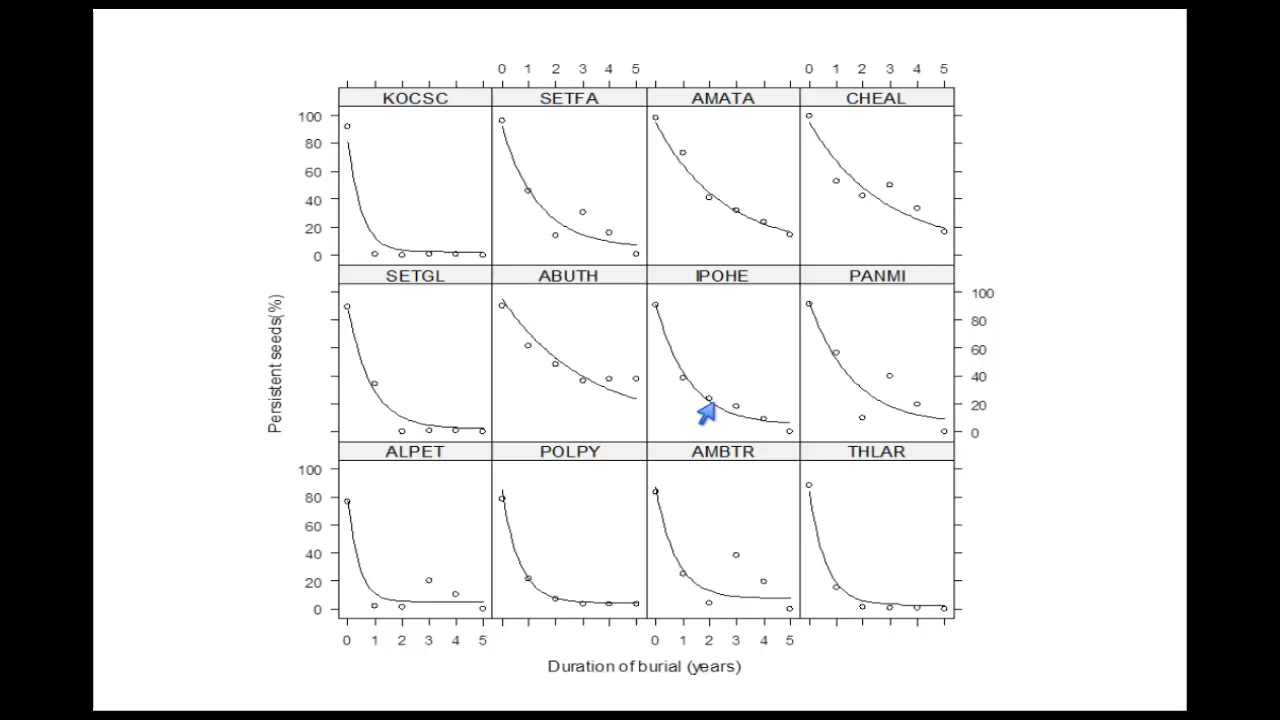 0 1 2 3 4 5 0 1 2 3 4 5
KOCSC SETFA AMATA CHEAL
100
80
60
40
20
0
SETGL ABUTH IPOHE PANMI
100
80
60
40
20
0
Persistent seeds(%)
ALPET POLPY AMBTR THLAR
100
80
60
40
20
0
0 1 2 3 4 5 0 1 2 3 4 5
Duration of burial (years)